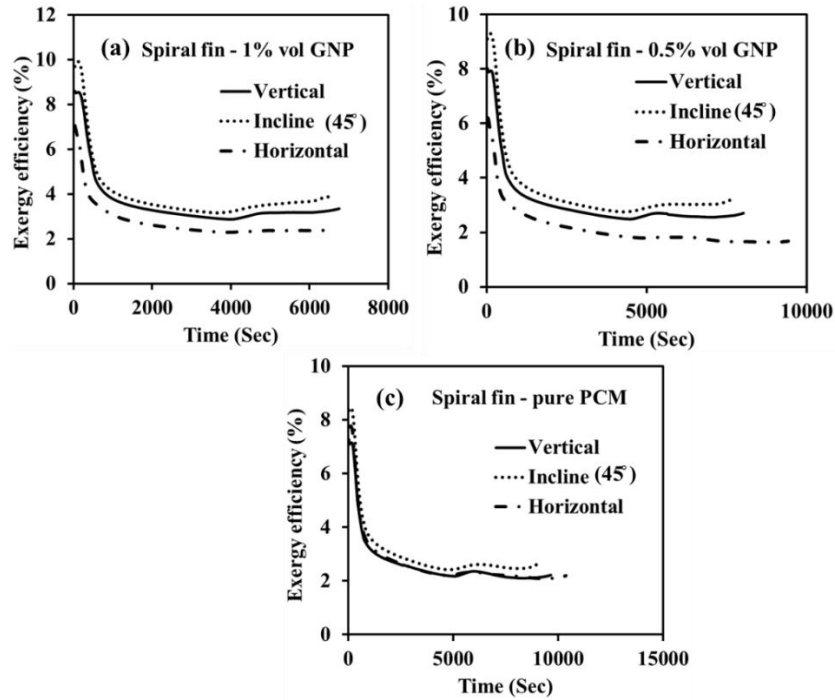 (a) Spiral fin - 1% vol GNP
Vertical
Incline (45°)
Horizontal
Exergy efficiency (%)
12
10
8
6
4
2
0
0 2000 4000 6000 8000
Time (Sec)
(b) Spiral fin - 0.5% vol GNP
Vertical
Incline (45°)
Horizontal
Exergy efficiency (%)
10
8
6
4
2
0
0 5000 10000
Time (Sec)
(c) Spiral fin - pure PCM
Vertical
Incline (45°)
Horizontal
Exergy efficiency (%)
10
8
6
4
2
0
0 5000 10000 15000
Time (Sec)